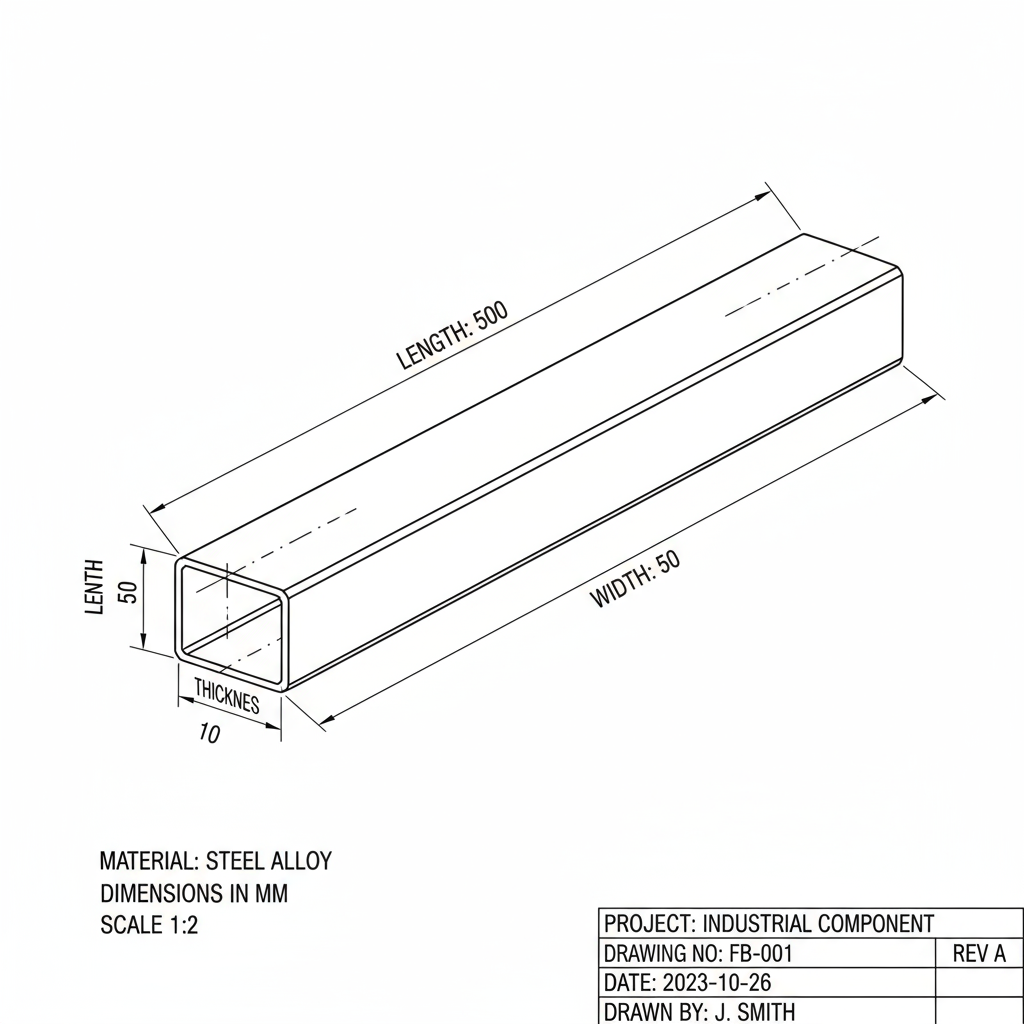 LENGTH: 500
LENTH
50
WIDTH: 50
THICKNES
10
MATERIAL: STEEL ALLOY
DIMENSIONS IN MM
SCALE 1:2
PROJECT: INDUSTRIAL COMPONENT
DRAWING NO: FB-001 REV A
DATE: 2023-10-26
DRAWN BY: J. SMITH